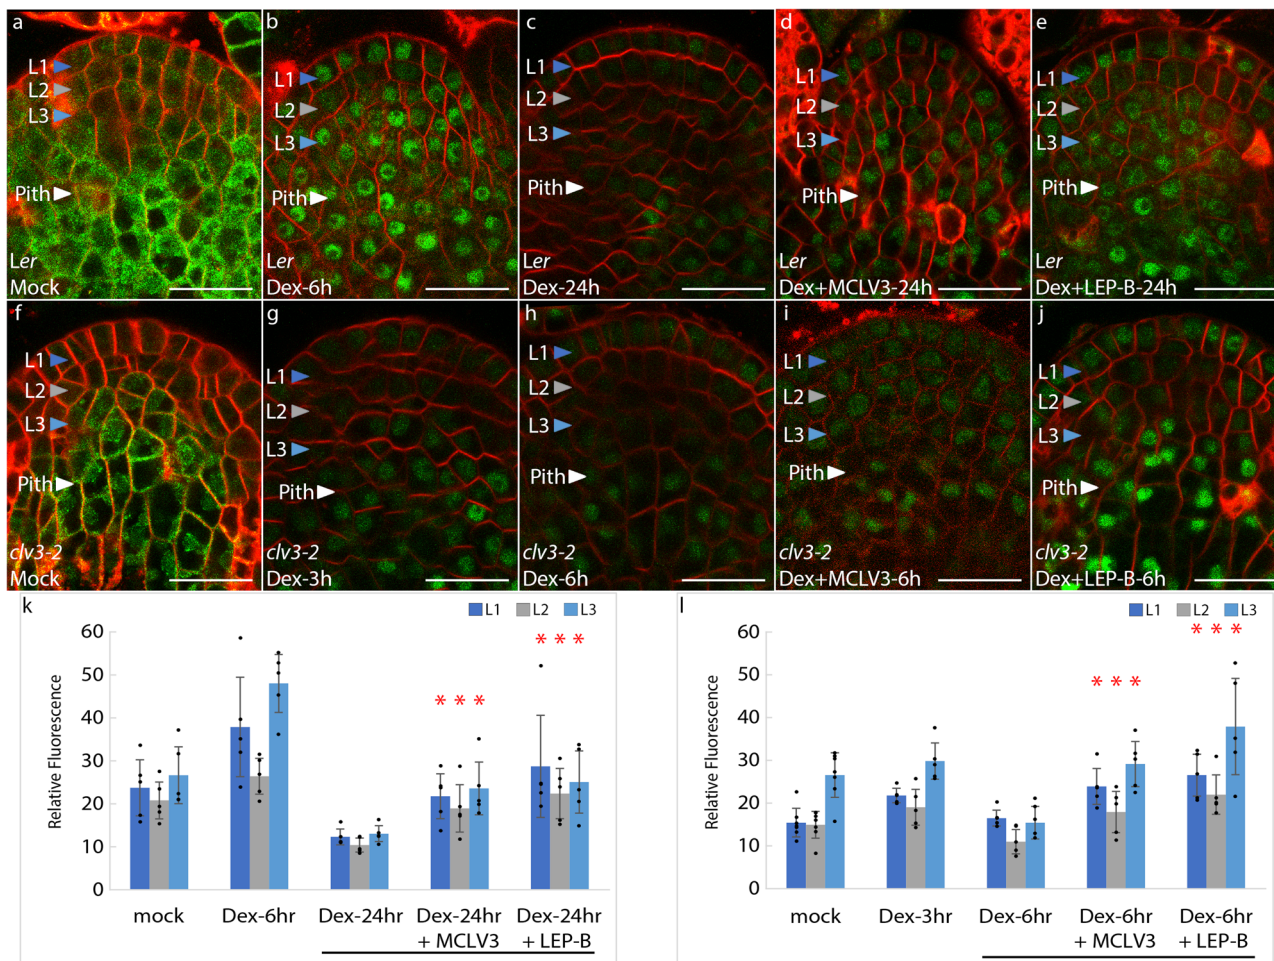 a
L1
L2
L3
Pith
Ler
Mock
b
L1
L2
L3
Pith
Ler
Dex-6h
c
L1
L2
L3
Pith
Ler
Dex-24h
d
L1
L2
L3
Pith
Ler
Dex+MCLV3-24h
e
L1
L2
L3
Pith
Ler
Dex+LEP-B-24h
f
L1
L2
L3
Pith
clv3-2
Mock
g
L1
L2
L3
Pith
clv3-2
Dex-3h
h
L1
L2
L3
Pith
clv3-2
Dex-6h
i
L1
L2
L3
Pith
clv3-2
Dex+MCLV3-6h
j
L1
L2
L3
Pith
clv3-2
Dex+LEP-B-6h
k
L1 L2 L3
Relative Fluorescence
60
50
40
30
20
10
0
* * *
* * *
mock
Dex-6hr
Dex-24hr
Dex-24hr
+ MCLV3
Dex-24hr
+ LEP-B
l
L1 L2 L3
Relative Fluorescence
60
50
40
30
20
10
0
* * *
* * *
mock
Dex-3hr
Dex-6hr
Dex-6hr
+ MCLV3
Dex-6hr
+ LEP-B